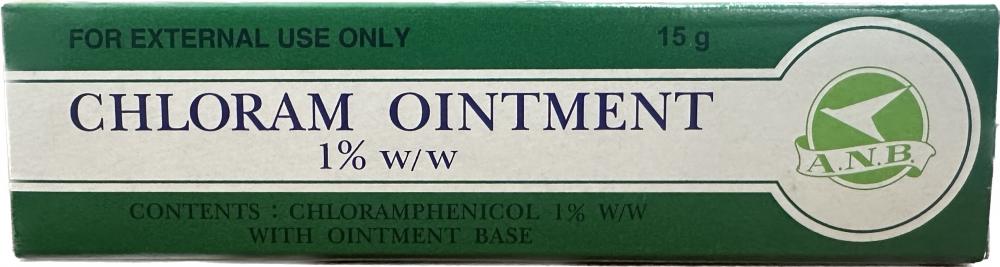 FOR EXTERNAL USE ONLY 15 g
CHLORAM OINTMENT
1% w/w
A.N.B.
CONTENTS : CHLORAMPHENICOL 1% W/W
WITH OINTMENT BASE